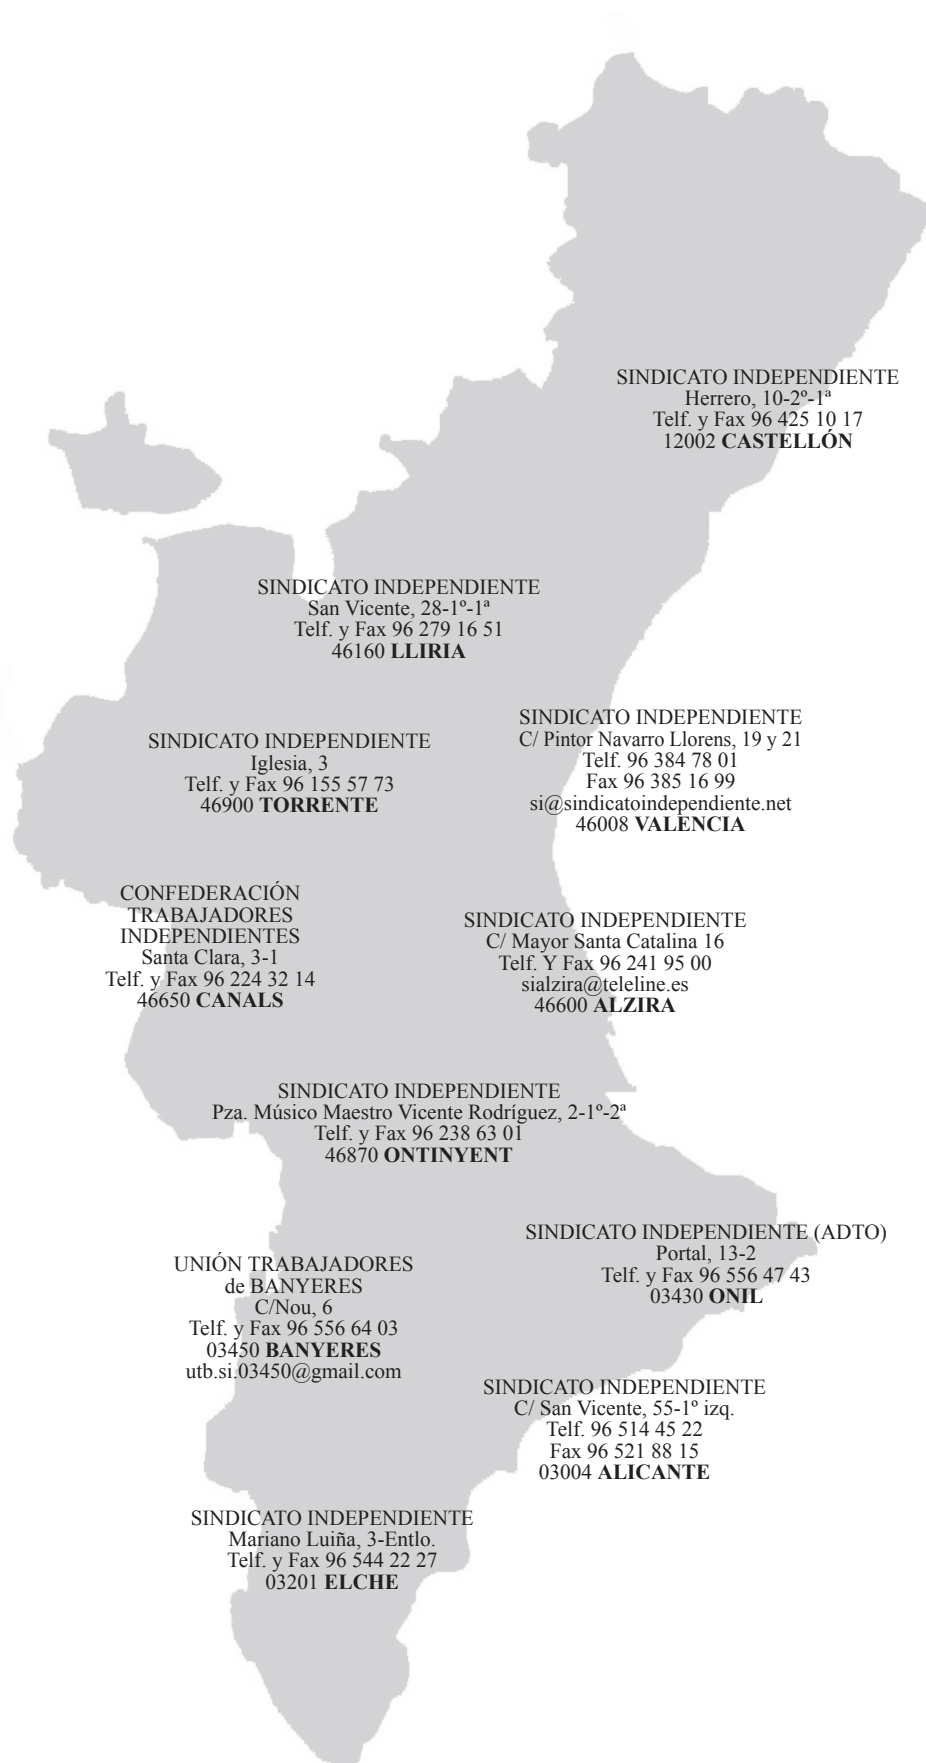 SINDICATO INDEPENDIENTE
Herrero, 10-2º-1ª
Telf. y Fax 96 425 10 17
12002 CASTELLÓN
SINDICATO INDEPENDIENTE
San Vicente, 28-1º-1ª
Telf. y Fax 96 279 16 51
46160 LLIRIA
SINDICATO INDEPENDIENTE
Iglesia, 3
Telf. y Fax 96 155 57 73
46900 TORRENTE
SINDICATO INDEPENDIENTE
C/ Pintor Navarro Llorens, 19 y 21
Telf. 96 384 78 01
Fax 96 385 16 99
si@sindicatoindependiente.net
46008 VALENCIA
CONFEDERACIÓN
TRABAJADORES
INDEPENDIENTES
Santa Clara, 3-1
Telf. y Fax 96 224 32 14
46650 CANALS
SINDICATO INDEPENDIENTE
C/ Mayor Santa Catalina 16
Telf. Y Fax 96 241 95 00
sialzira@teleline.es
46600 ALZIRA
SINDICATO INDEPENDIENTE
Pza. Músico Maestro Vicente Rodríguez, 2-1º-2ª
Telf. y Fax 96 238 63 01
46870 ONTINYENT
SINDICATO INDEPENDIENTE (ADTO)
Portal, 13-2
Telf. y Fax 96 556 47 43
03430 ONIL
UNIÓN TRABAJADORES
de BANYERES
C/Nou, 6
Telf. y Fax 96 556 64 03
03450 BANYERES
utb.si.03450@gmail.com
SINDICATO INDEPENDIENTE
C/ San Vicente, 55-1º izq.
Telf. 96 514 45 22
Fax 96 521 88 15
03004 ALICANTE
SINDICATO INDEPENDIENTE
Mariano Luiña, 3-Entlo.
Telf. y Fax 96 544 22 27
03201 ELCHE